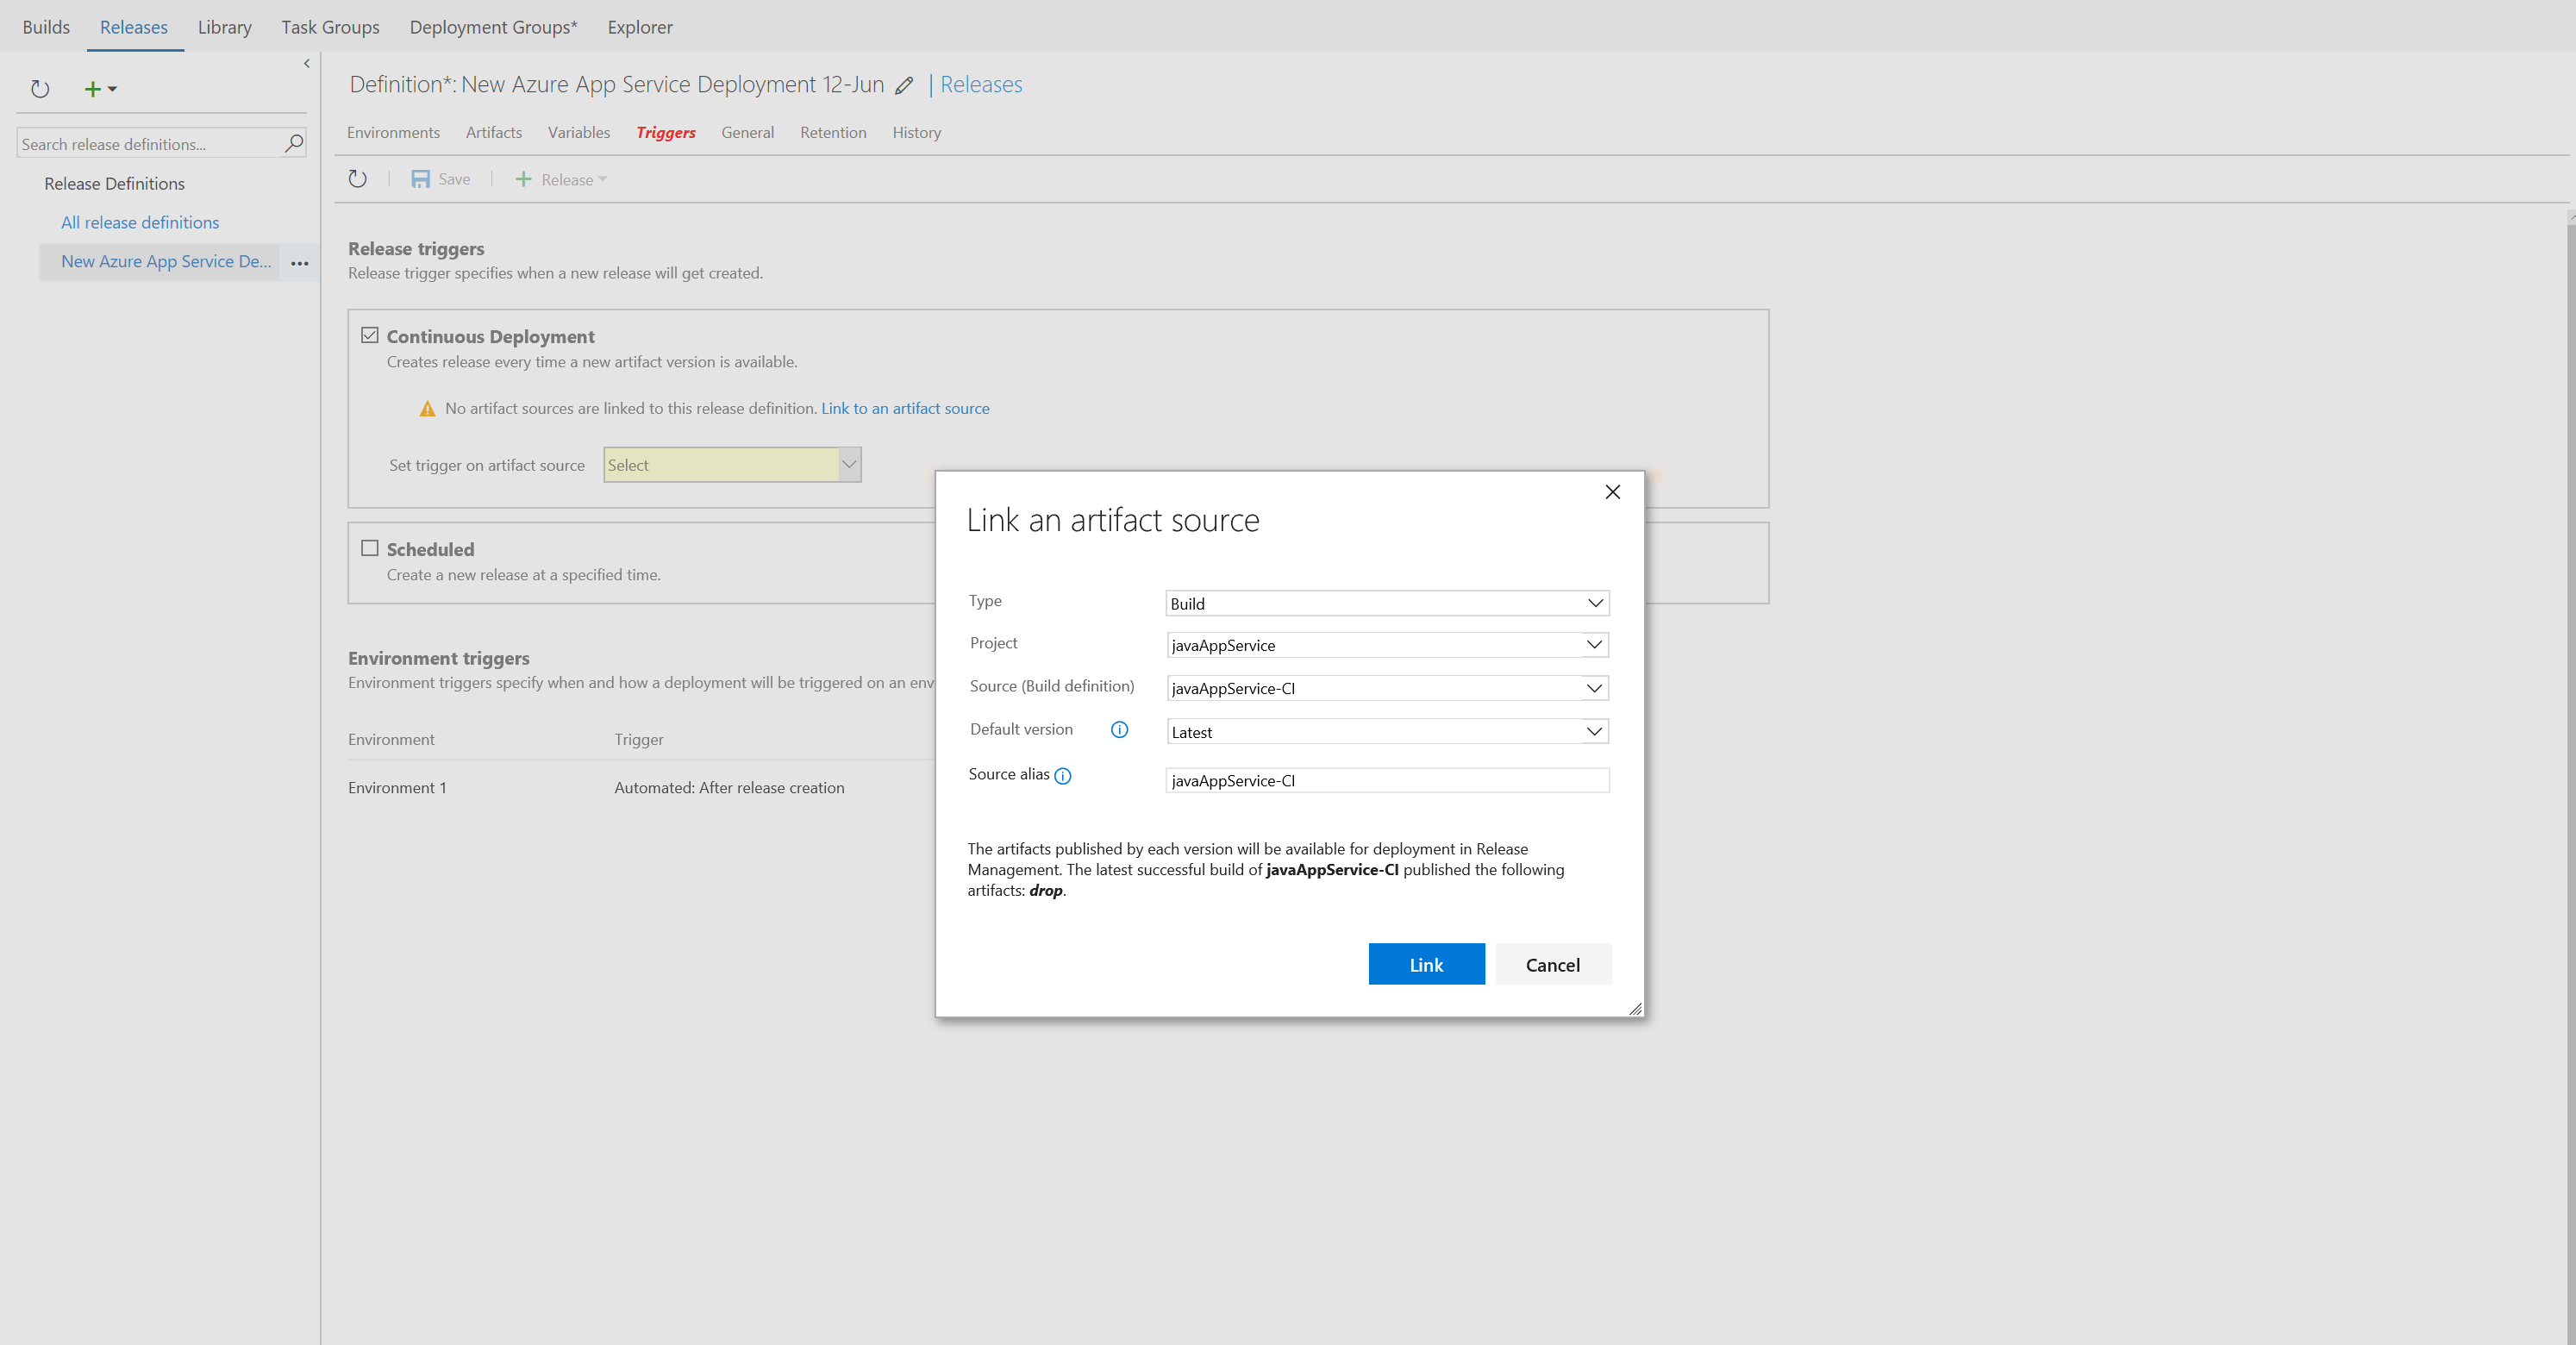 Builds Releases Library Task Groups Deployment Groups* Explorer
Search release definitions...
Release Definitions
All release definitions
New Azure App Service De... ...
Definition*: New Azure App Service Deployment 12-Jun | Releases
Environments Artifacts Variables Triggers General Retention History
Save Release
Release triggers
Release trigger specifies when a new release will get created.
Continuous Deployment
Creates release every time a new artifact version is available.
No artifact sources are linked to this release definition. Link to an artifact source
Set trigger on artifact source Select
Scheduled
Create a new release at a specified time.
Environment triggers
Environment triggers specify when and how a deployment will be triggered on an env
Environment Trigger
Environment 1 Automated: After release creation
Link an artifact source
Type Build
Project javaAppService
Source (Build definition) javaAppService-CI
Default version Latest
Source alias javaAppService-CI
The artifacts published by each version will be available for deployment in Release
Management. The latest successful build of javaAppService-CI published the following
artifacts: drop.
Link Cancel